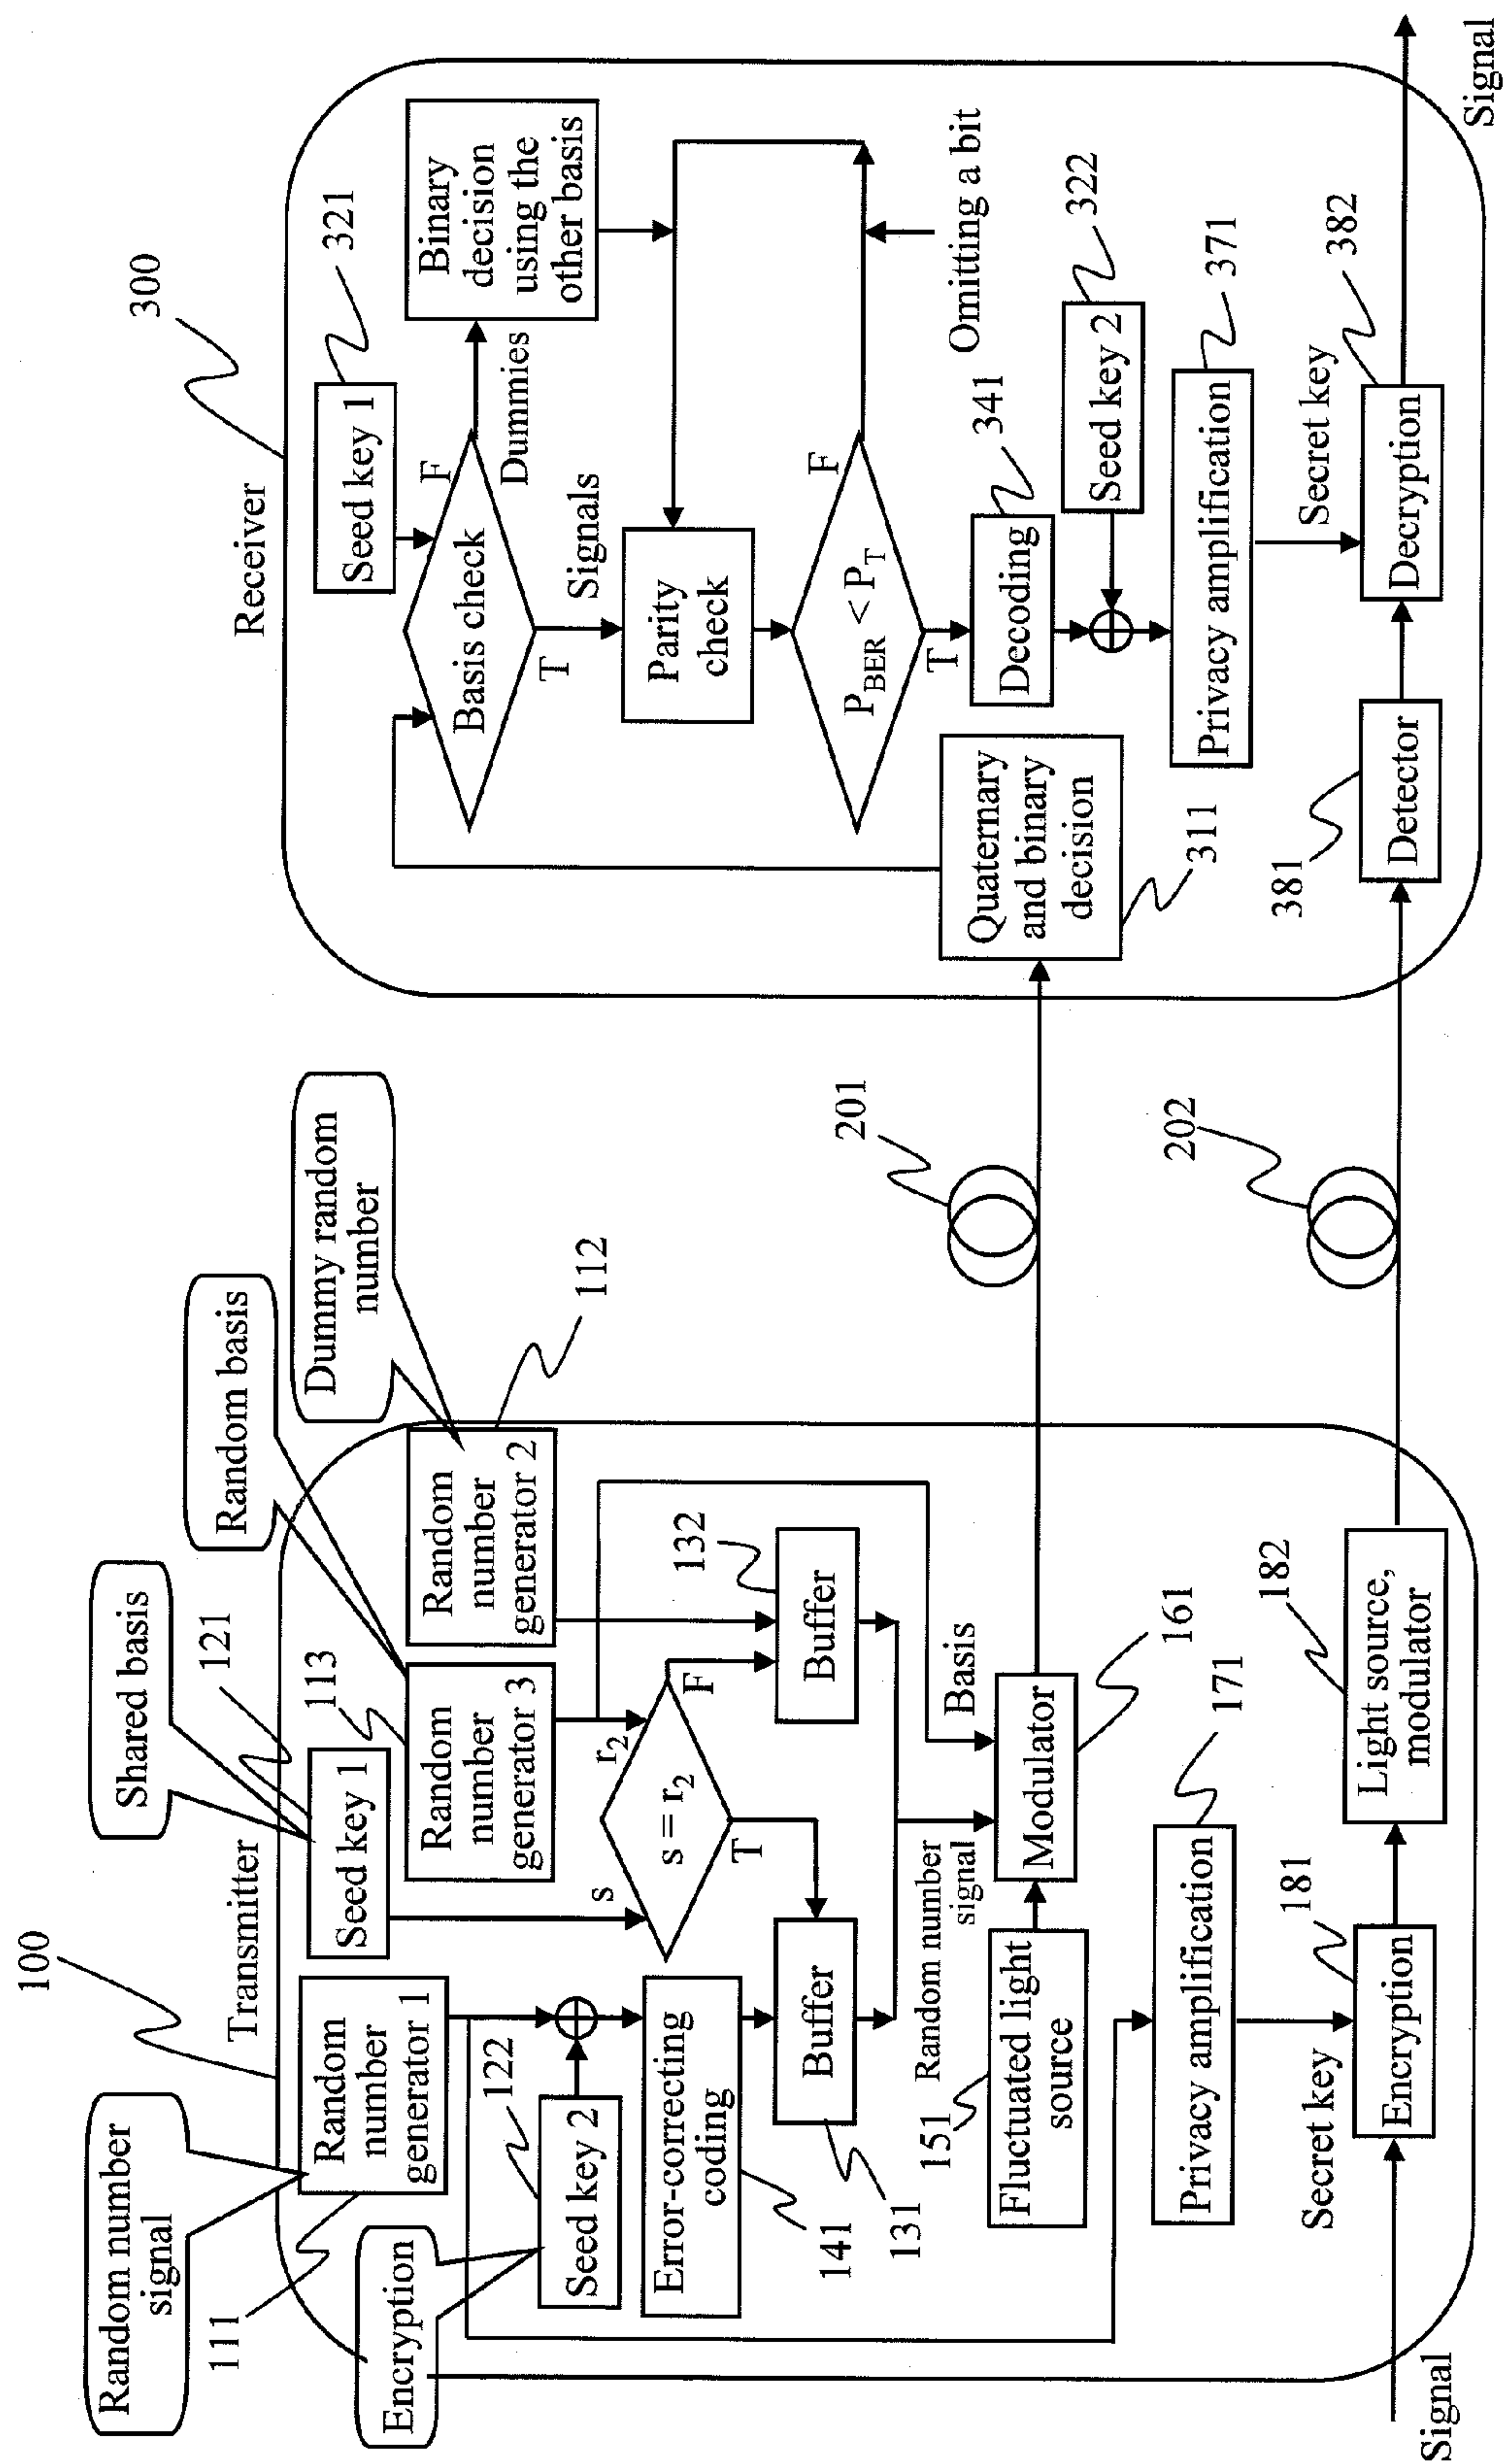 100
Transmitter
Random number
signal
111
Random
number
generator 1
Encryption
122
Seed key 2
Error-correcting
coding
141
Buffer
131
Shared basis
121
Seed key 1
s
113
Random
number
generator 3
Random basis
r2
s = r2
T
F
Dummy random
number
112
Random
number
generator 2
132
Buffer
Random number
signal
Basis
151
Fluctuated light
source
Modulator
161
Privacy amplification
171
Secret key
181
Encryption
182
Light source,
modulator
Signal
201
202
300
Receiver
Seed key 1
321
Basis check
F
Dummies
T
Signals
Binary
decision
using the
other basis
Parity
check
PBER < PT
F
T
Omitting a bit
Decoding
341
Seed key 2
322
Quaternary
and binary
decision
311
Privacy amplification
371
Secret key
381
Detector
Decryption
382
Signal